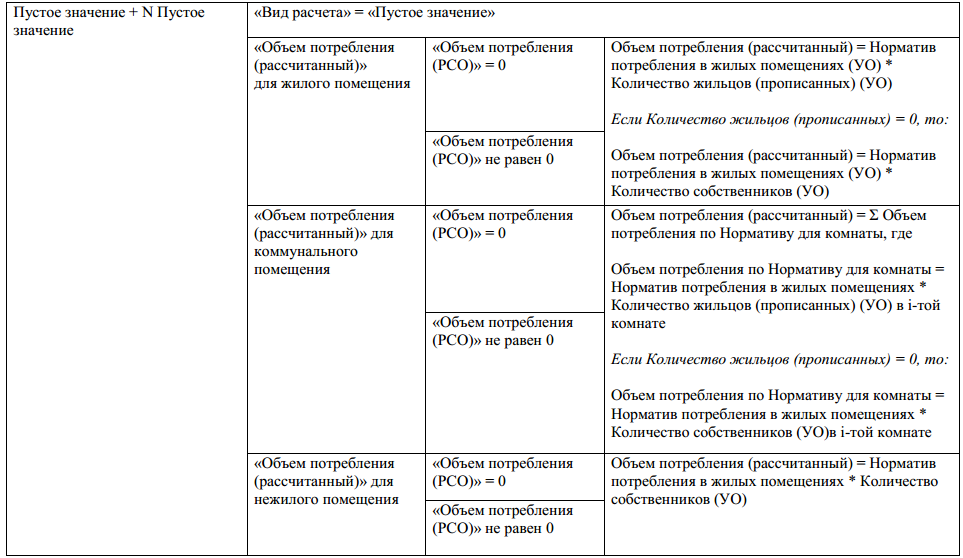 Пустое значение + N Пустое
значение
«Вид расчета» = «Пустое значение»
«Объем потребления
(рассчитанный)»
для жилого помещения
«Объем потребления
(РСО)» = 0
«Объем потребления
(РСО)» не равен 0
Объем потребления (рассчитанный) = Норматив
потребления в жилых помещениях (УО) *
Количество жильцов (прописанных) (УО)
Если Количество жильцов (прописанных) = 0, то:
Объем потребления (рассчитанный) = Норматив
потребления в жилых помещениях (УО) *
Количество собственников (УО)
«Объем потребления
(рассчитанный)» для
коммунального
помещения
«Объем потребления
(РСО)» = 0
«Объем потребления
(РСО)» не равен 0
Объем потребления (рассчитанный) = Σ Объем
потребления по Нормативу для комнаты, где
Объем потребления по Нормативу для комнаты =
Норматив потребления в жилых помещениях *
Количество жильцов (прописанных) (УО) в i-той
комнате
Если Количество жильцов (прописанных) = 0, то:
Объем потребления по Нормативу для комнаты =
Норматив потребления в жилых помещениях *
Количество собственников (УО)в i-той комнате
«Объем потребления
(рассчитанный)» для
нежилого помещения
«Объем потребления
(РСО)» = 0
«Объем потребления
(РСО)» не равен 0
Объем потребления (рассчитанный) = Норматив
потребления в жилых помещениях * Количество
собственников (УО)